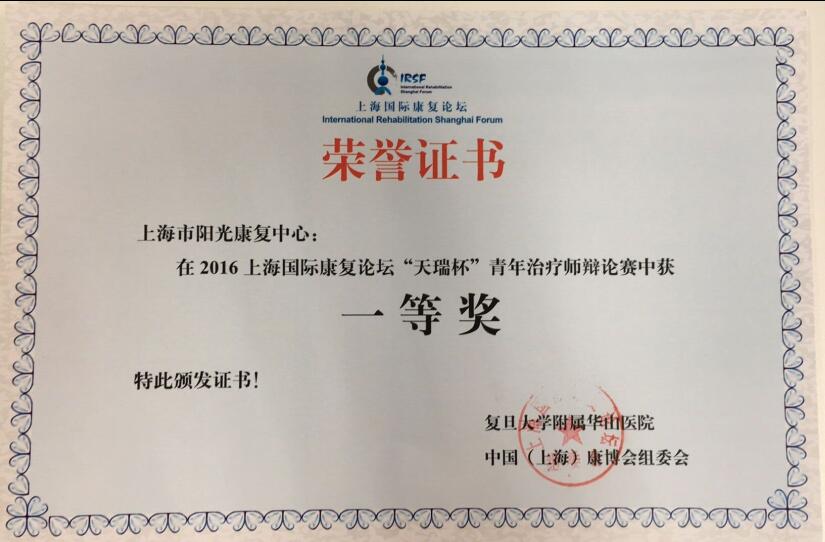 IRSF
International Rehabilitation
Shanghai Forum
上海国际康复论坛
International Rehabilitation Shanghai Forum
荣誉证书
上海市阳光康复中心：
在 2016 上海国际康复论坛“天瑞杯”青年治疗师辩论赛中获
一等奖
特此颁发证书！
复旦大学附属华山医院
中国（上海）康博会组委会